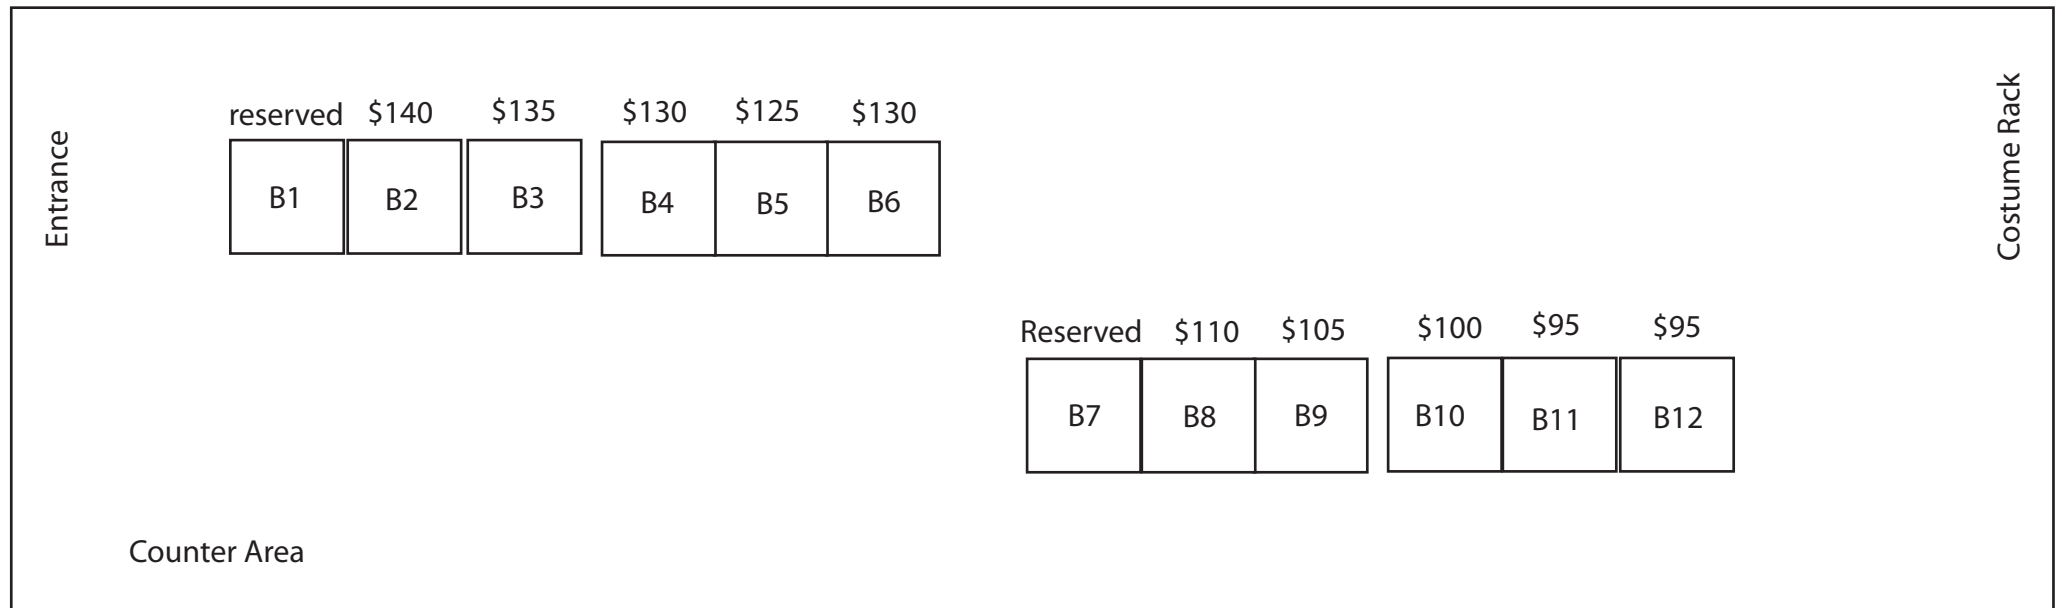 Entrance
reserved $140 $135 $130 $125 $130
B1 B2 B3 B4 B5 B6
Costume Rack
Reserved $110 $105 $100 $95 $95
B7 B8 B9 B10 B11 B12
Counter Area